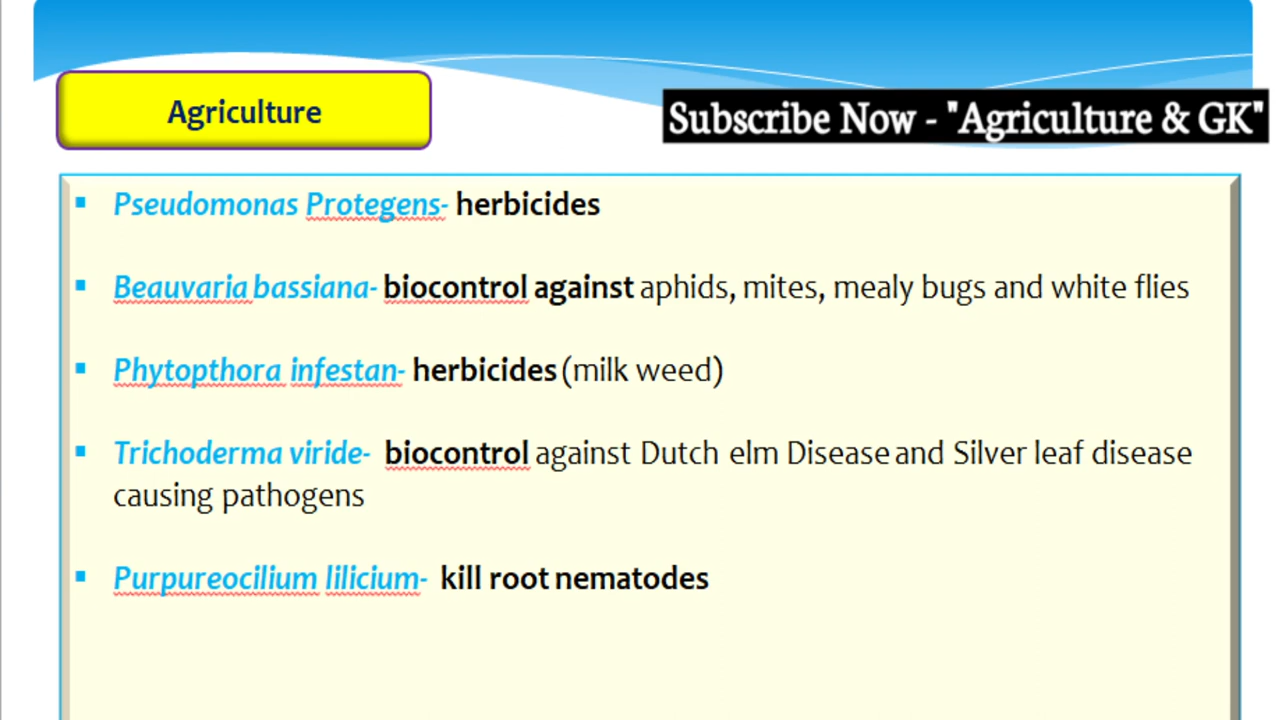 Agriculture
Subscribe Now - "Agriculture & GK"
Pseudomonas Protegens- herbicides
Beauvaria bassiana- biocontrol against aphids, mites, mealy bugs and white flies
Phytopthora infestan- herbicides (milk weed)
Trichoderma viride- biocontrol against Dutch elm Disease and Silver leaf disease
causing pathogens
Purpureocilium lilicium- kill root nematodes